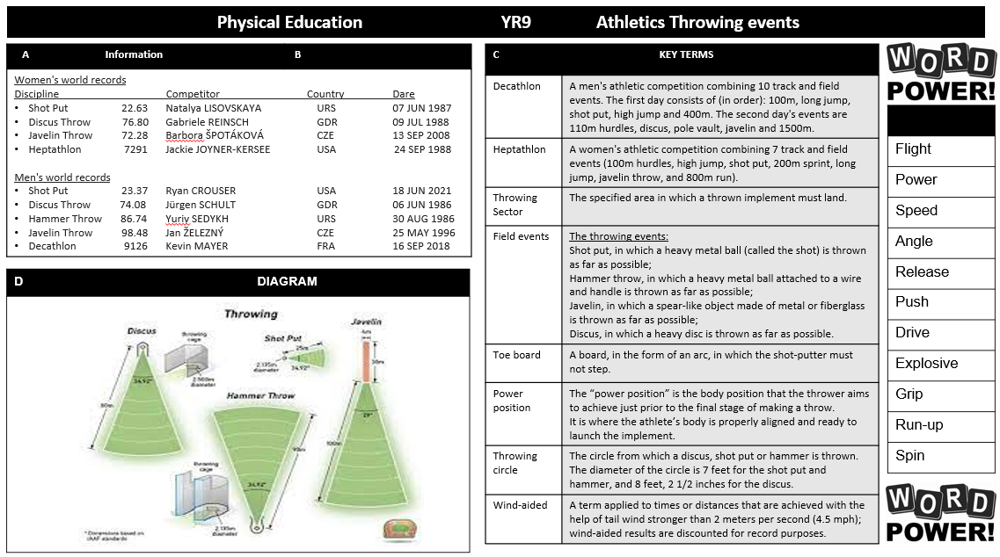 Physical Education YR9 Athletics Throwing events
A Information B
Women's world records
Discipline Competitor Country Dare
• Shot Put 22.63 Natalya LISOVSKAYA URS 07 JUN 1987
• Discus Throw 76.80 Gabriele REINSCH GDR 09 JUL 1988
• Javelin Throw 72.28 Barbora ŠPOTÁKOVÁ CZE 13 SEP 2008
• Heptathlon 7291 Jackie JOYNER-KERSEE USA 24 SEP 1988
Men's world records
• Shot Put 23.37 Ryan CROUSER USA 18 JUN 2021
• Discus Throw 74.08 Jürgen SCHULT GDR 06 JUN 1986
• Hammer Throw 86.74 Yuriy SEDYKH URS 30 AUG 1986
• Javelin Throw 98.48 Jan ŽELEZNÝ CZE 25 MAY 1996
• Decathlon 9126 Kevin MAYER FRA 16 SEP 2018
D DIAGRAM
Throwing
Discus
Throwing
cage
2.500m
diameter
34.92°
80m
Shot Put
25m
2.135m
diameter
34.92°
Javelin
4m
30m
29°
100m
Hammer Throw
90m
34.92°
Throwing
cage
2.135m
diameter
* Dimensions based on
IAAF standards
C KEY TERMS
Decathlon
A men's athletic competition combining 10 track and field
events. The first day consists of (in order): 100m, long jump,
shot put, high jump and 400m. The second day's events are
110m hurdles, discus, pole vault, javelin and 1500m.
Heptathlon
A women's athletic competition combining 7 track and field
events (100m hurdles, high jump, shot put, 200m sprint, long
jump, javelin throw, and 800m run).
Throwing
Sector
The specified area in which a thrown implement must land.
Field events
The throwing events:
Shot put, in which a heavy metal ball (called the shot) is thrown
as far as possible;
Hammer throw, in which a heavy metal ball attached to a wire
and handle is thrown as far as possible;
Javelin, in which a spear-like object made of metal or fiberglass
is thrown as far as possible;
Discus, in which a heavy disc is thrown as far as possible.
Toe board
A board, in the form of an arc, in which the shot-putter must
not step.
Power
position
The “power position” is the body position that the thrower aims
to achieve just prior to the final stage of making a throw.
It is where the athlete’s body is properly aligned and ready to
launch the implement.
Throwing
circle
The circle from which a discus, shot put or hammer is thrown.
The diameter of the circle is 7 feet for the shot put and
hammer, and 8 feet, 2 1/2 inches for the discus.
Wind-aided
A term applied to times or distances that are achieved with the
help of tail wind stronger than 2 meters per second (4.5 mph);
wind-aided results are discounted for record purposes.
WORD
POWER!
Flight
Power
Speed
Angle
Release
Push
Drive
Explosive
Grip
Run-up
Spin
WORD
POWER!